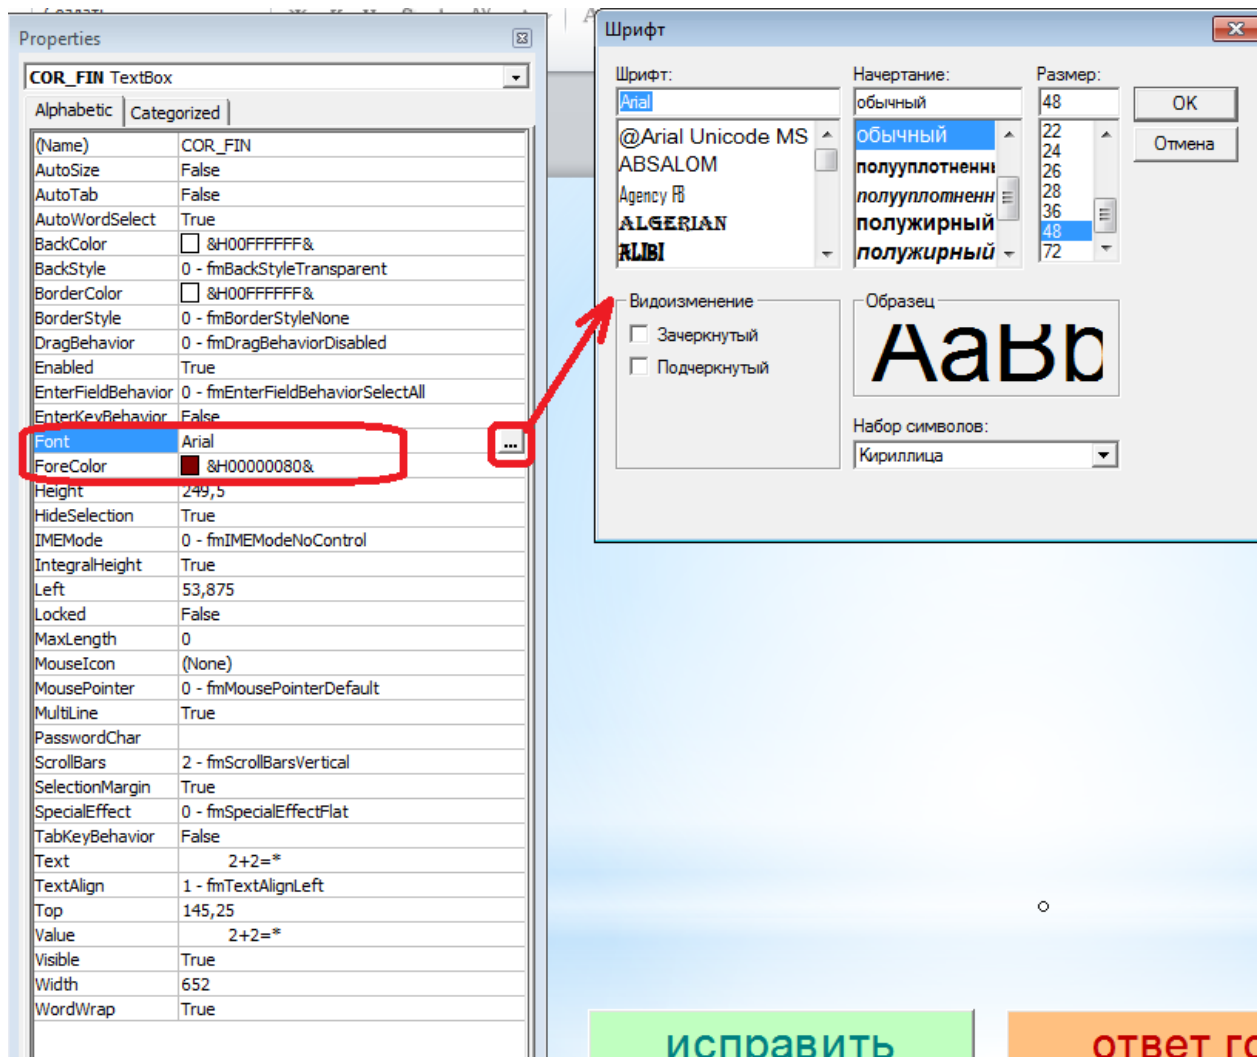 Properties
COR_FIN TextBox
Alphabetic Categorized
(Name) COR_FIN
AutoSize False
AutoTab False
AutoWordSelect True
BackColor &H00FFFFFF&
BackStyle 0 - fmBackStyleTransparent
BorderColor &H00FFFFFF&
BorderStyle 0 - fmBorderStyleNone
DragBehavior 0 - fmDragBehaviorDisabled
Enabled True
EnterFieldBehavior 0 - fmEnterFieldBehaviorSelectAll
EnterKeyBehavior False
Font Arial ...
ForeColor &H00000080&
Height 249,5
HideSelection True
IMEMode 0 - fmIMEModeNoControl
IntegralHeight True
Left 53,875
Locked False
MaxLength 0
MouseIcon (None)
MousePointer 0 - fmMousePointerDefault
MultiLine True
PasswordChar
ScrollBars 2 - fmScrollBarsVertical
SelectionMargin True
SpecialEffect 0 - fmSpecialEffectFlat
TabKeyBehavior False
Text 2+2=*
TextAlign 1 - fmTextAlignLeft
Top 145,25
Value 2+2=*
Visible True
Width 652
WordWrap True
Шрифт
Шрифт:
Arial
@Arial Unicode MS
ABSALOM
Agency FB
ALGERIAN
ALIBI
Начертание:
обычный
обычный
полууплотненны
полууплотненн
полужирный
полужирный
Размер:
48
22
24
26
28
36
48
72
OK
Отмена
Видоизменение
Зачеркнутый
Подчеркнутый
Образец
AaBb
Набор символов:
Кириллица
исправить
ответ го